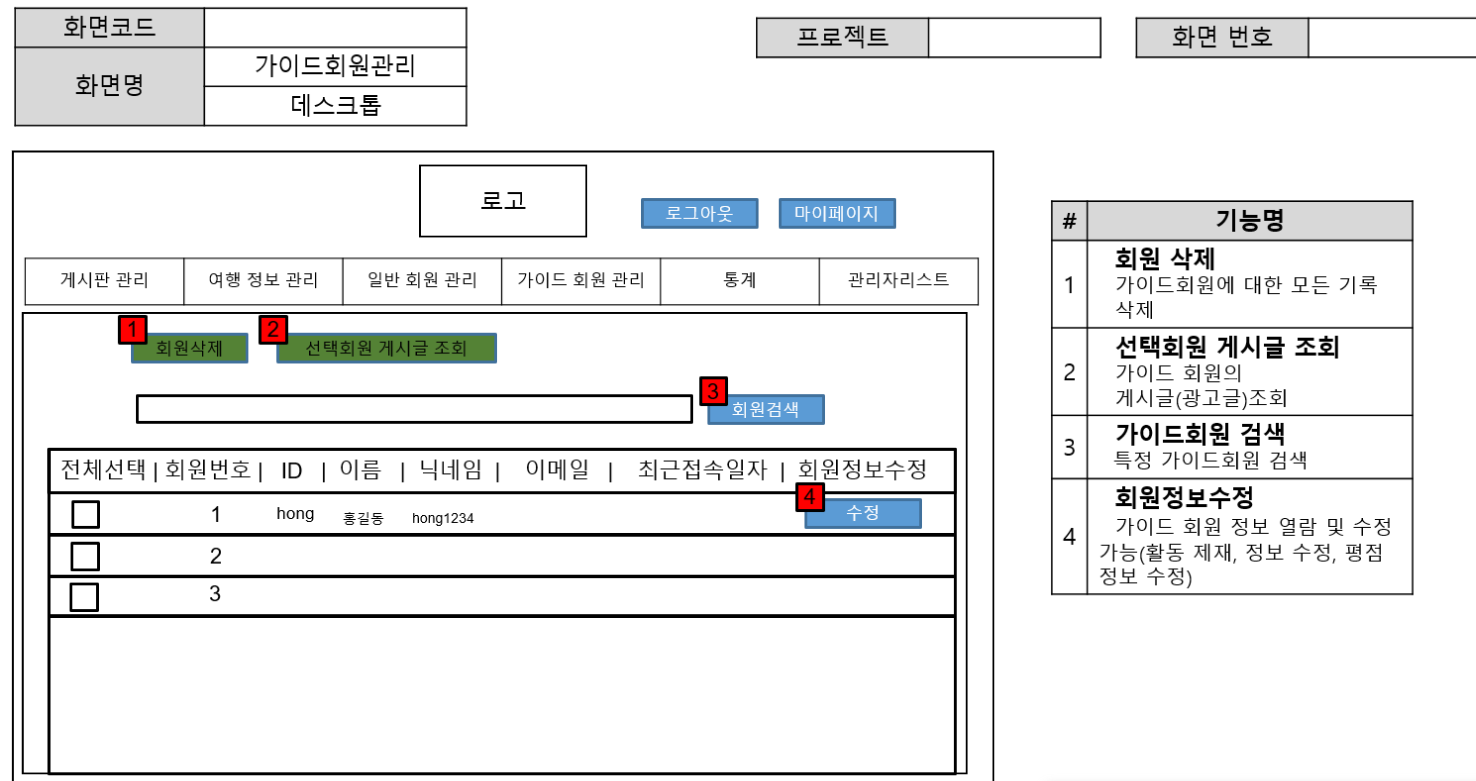 화면코드
화면명
가이드회원관리
데스크톱
프로젝트
화면 번호
로고
로그아웃
마이페이지
게시판 관리
여행 정보 관리
일반 회원 관리
가이드 회원 관리
통계
관리자리스트
1
회원삭제
2
선택회원 게시글 조회
3
회원검색
전체선택 | 회원번호 | ID | 이름 | 닉네임 | 이메일 | 최근접속일자 | 회원정보수정
1 hong 홍길동 hong1234
4
수정
2
3
# 기능명
1
회원 삭제
가이드회원에 대한 모든 기록
삭제
2
선택회원 게시글 조회
가이드 회원의
게시글(광고글)조회
3
가이드회원 검색
특정 가이드회원 검색
4
회원정보수정
가이드 회원 정보 열람 및 수정
가능(활동 제재, 정보 수정, 평점
정보 수정)